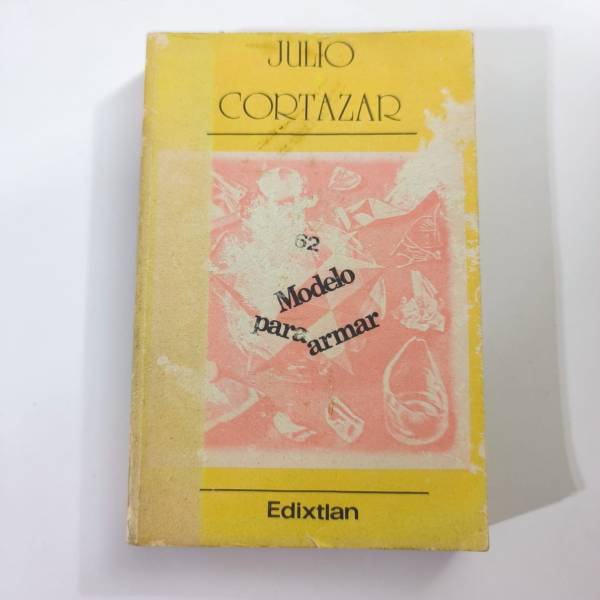 JULIO
CORTAZAR
62
Modelo
para armar
Edixtlan